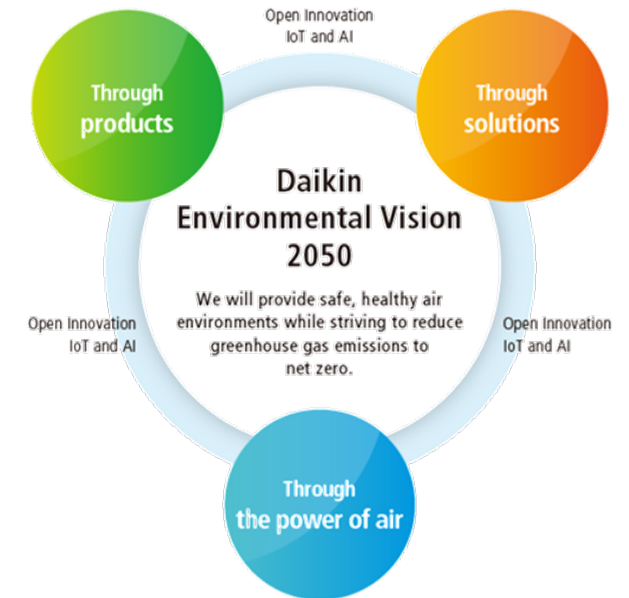 Open Innovation
IoT and AI
Through
products
Through
solutions
Daikin
Environmental Vision
2050
We will provide safe, healthy air
environments while striving to reduce
greenhouse gas emissions to
net zero.
Open Innovation
IoT and AI
Open Innovation
IoT and AI
Through
the power of air